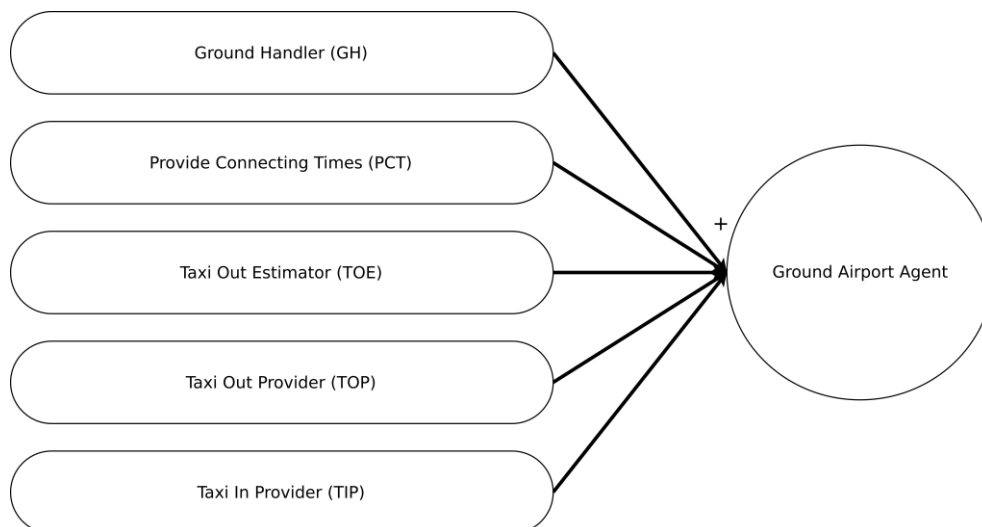 Ground Handler (GH)
Provide Connecting Times (PCT)
+
Taxi Out Estimator (TOE)
Ground Airport Agent
Taxi Out Provider (TOP)
Taxi In Provider (TIP)